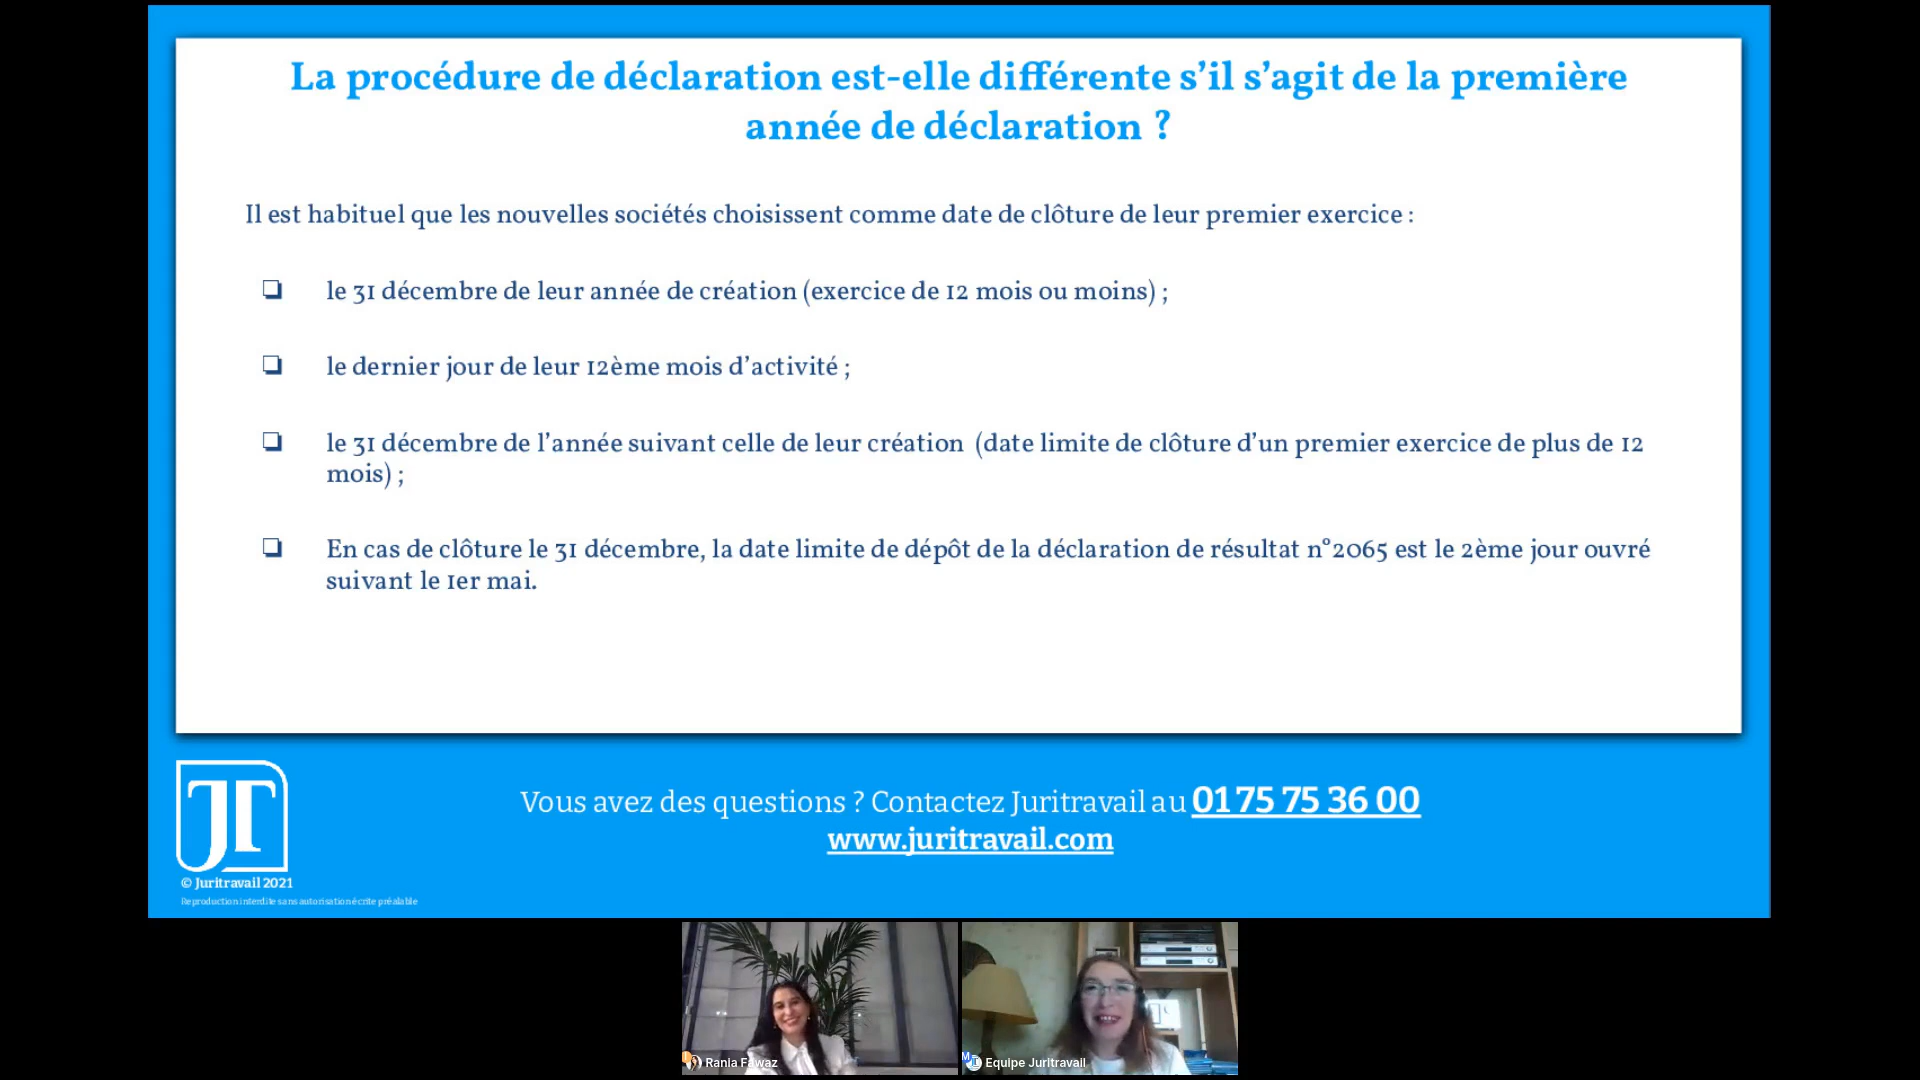 La procédure de déclaration est-elle différente s’il s’agit de la première
année de déclaration ?
Il est habituel que les nouvelles sociétés choisissent comme date de clôture de leur premier exercice :
❏ le 31 décembre de leur année de création (exercice de 12 mois ou moins) ;
❏ le dernier jour de leur 12ème mois d’activité ;
❏ le 31 décembre de l’année suivant celle de leur création (date limite de clôture d’un premier exercice de plus de 12
mois) ;
❏ En cas de clôture le 31 décembre, la date limite de dépôt de la déclaration de résultat n°2065 est le 2ème jour ouvré
suivant le 1er mai.
JT
Vous avez des questions ? Contactez Juritravail au 01 75 75 36 00
www.juritravail.com
© Juritravail 2021
Reproduction interdite sans autorisation écrite préalable
Rania Fawaz
Equipe Juritravail